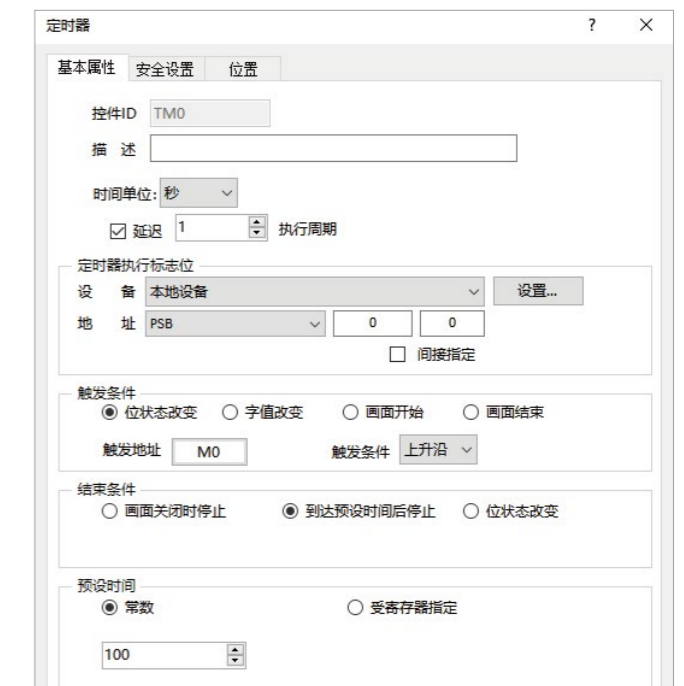 定时器 ? ×
基本属性 安全设置 位置
控件ID TM0
描 述
时间单位: 秒
延迟 1 执行周期
定时器执行标志位
设 备 本地设备 设置...
地 址 PSB 0 0
间接指定
触发条件
位状态改变 字值改变 画面开始 画面结束
触发地址 M0 触发条件 上升沿
结束条件
画面关闭时停止 到达预设时间后停止 位状态改变
预设时间
常数 受寄存器指定
100